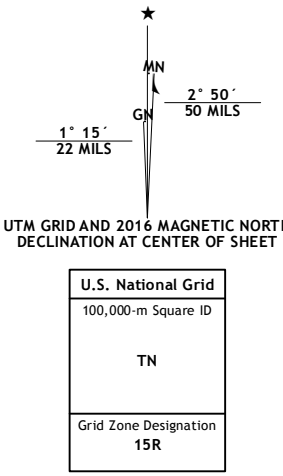 ★
MN
2° 50´
50 MILS
GN
1° 15´
22 MILS
UTM GRID AND 2016 MAGNETIC NORTH
DECLINATION AT CENTER OF SHEET
U.S. National Grid
100,000-m Square ID
TN
Grid Zone Designation
15R